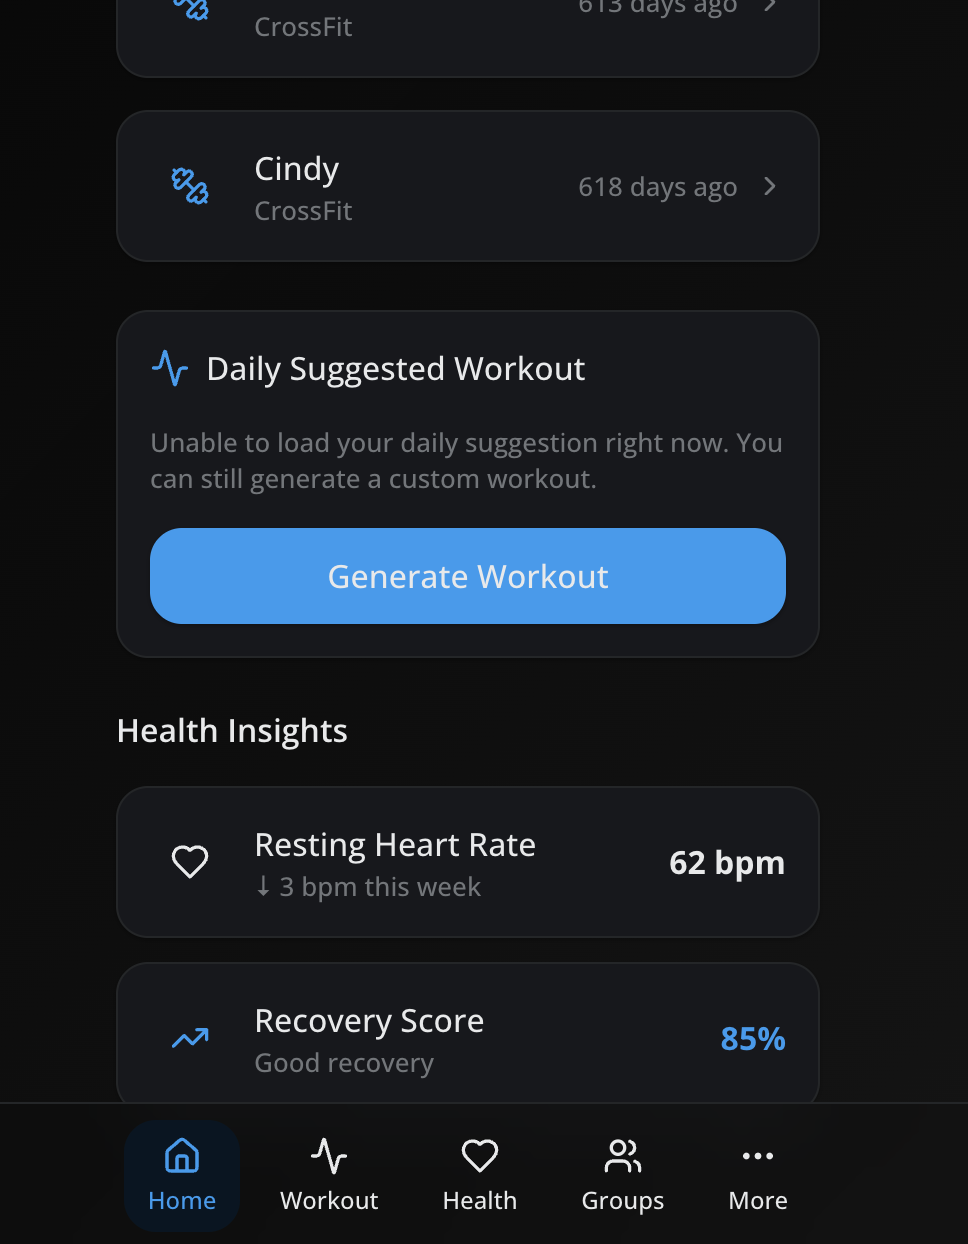 613 days ago
CrossFit
Cindy
CrossFit
618 days ago
Daily Suggested Workout
Unable to load your daily suggestion right now. You
can still generate a custom workout.
Generate Workout
Health Insights
Resting Heart Rate
↓ 3 bpm this week
62 bpm
Recovery Score
Good recovery
85%
Home
Workout
Health
Groups
More